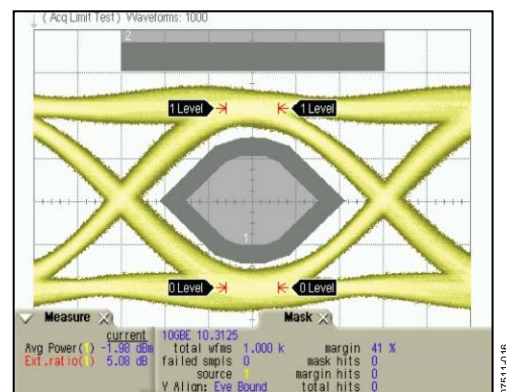 ( Acq Limit Test ) Waveforms: 1000
2
1 Level
1 Level
1
0 Level
0 Level
Measure
current
Avg Power(1) -1.98 dBm
Ext.ratio(1) 5.08 dB
Mask
10GBE 10.3125
total wfms 1.000 k
margin 41 %
failed smpls 0
mask hits 0
source 1
margin hits 0
Y Align: Eye Bound
total hits 0
07511-016